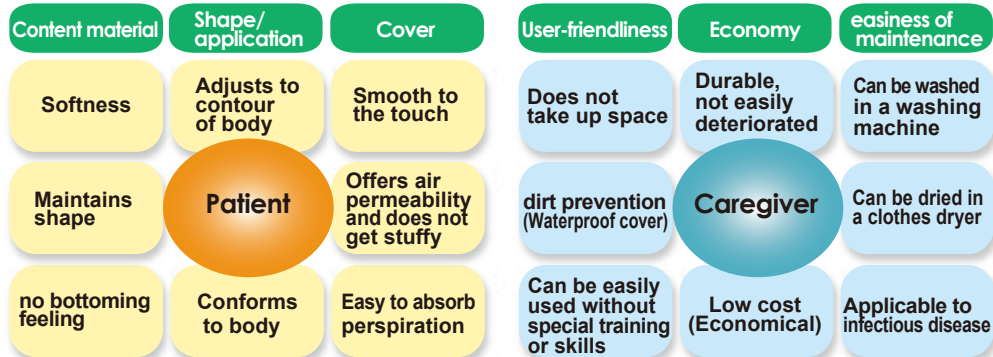 Content material
Shape/
application
Cover
Softness
Adjusts to
contour
of body
Smooth to
the touch
Maintains
shape
Patient
Offers air
permeability
and does not
get stuffy
no bottoming
feeling
Conforms
to body
Easy to absorb
perspiration
User-friendliness
Economy
easiness of
maintenance
Does not
take up space
Durable,
not easily
deteriorated
Can be washed
in a washing
machine
dirt prevention
(Waterproof cover)
Caregiver
Can be dried in
a clothes dryer
Can be easily
used without
special training
or skills
Low cost
(Economical)
Applicable to
infectious disease